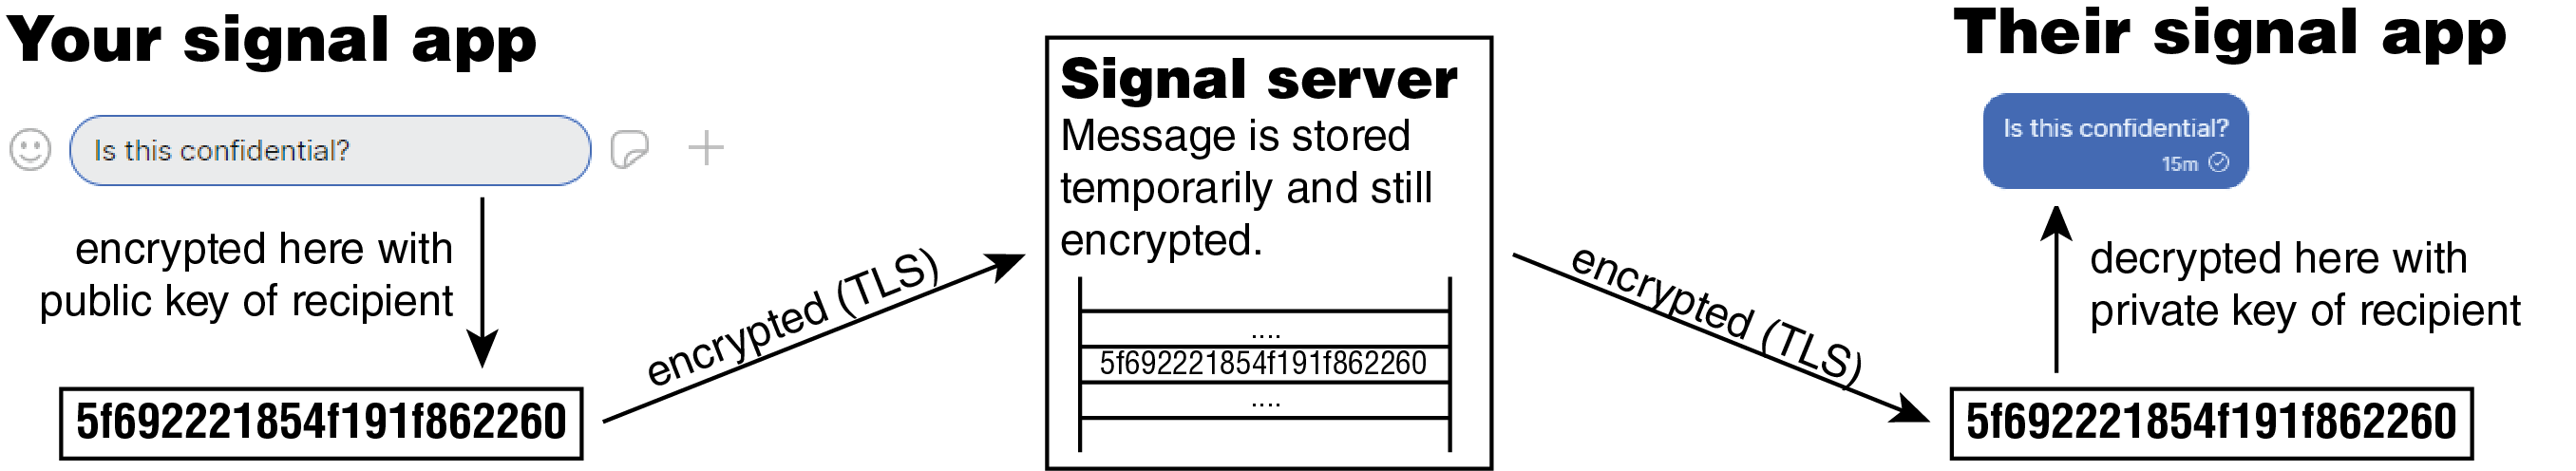 Your signal app
Is this confidential?
encrypted here with
public key of recipient
5f692221854f191f862260
encrypted (TLS)
Signal server
Message is stored
temporarily and still
encrypted.
....
5f692221854f191f862260
....
encrypted (TLS)
Their signal app
Is this confidential?
15m
decrypted here with
private key of recipient
5f692221854f191f862260